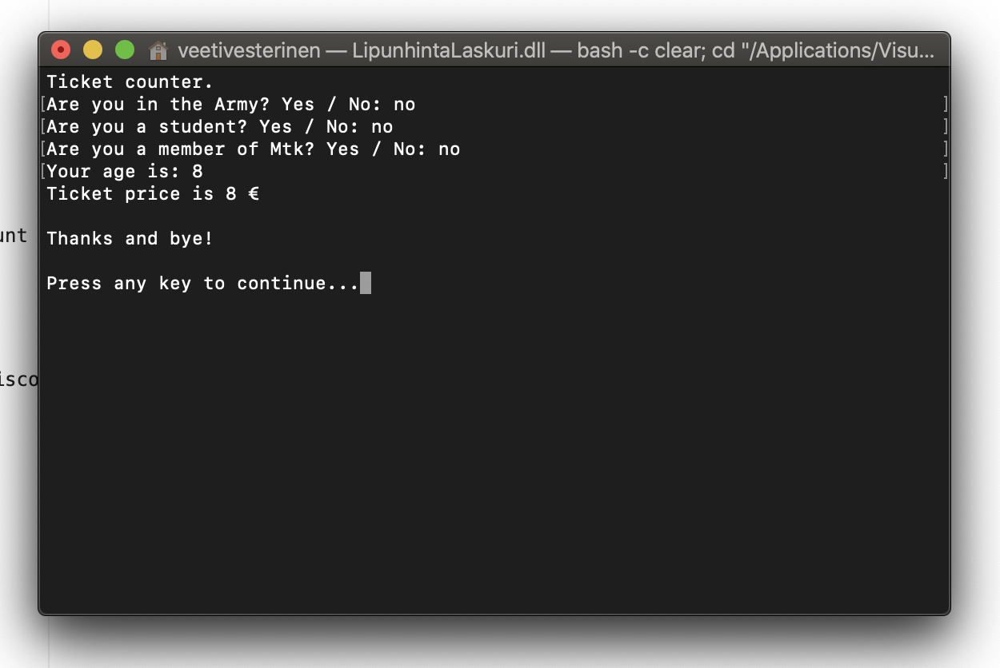 veetivesterinen — LipunhintaLaskuri.dll — bash -c clear; cd "/Applications/Visu...
Ticket counter.
[Are you in the Army? Yes / No: no ]
[Are you a student? Yes / No: no ]
[Are you a member of Mtk? Yes / No: no ]
[Your age is: 8 ]
Ticket price is 8 €
unt
Thanks and bye!
Press any key to continue...
isco